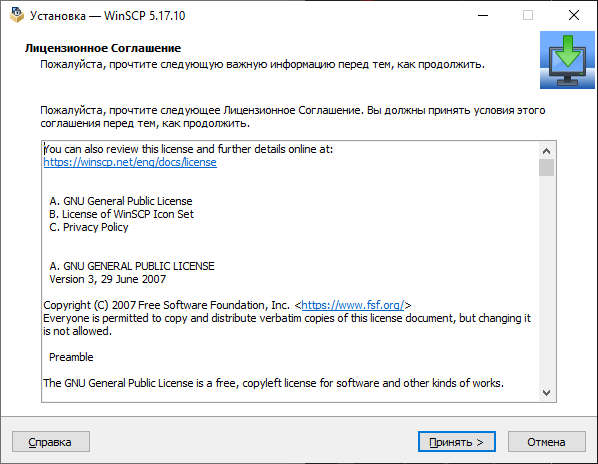 Установка — WinSCP 5.17.10
Лицензионное Соглашение
Пожалуйста, прочтите следующую важную информацию перед тем, как продолжить.
Пожалуйста, прочтите следующее Лицензионное Соглашение. Вы должны принять условия этого
соглашения перед тем, как продолжить.
You can also review this license and further details online at:
https://winscp.net/eng/docs/license
A. GNU General Public License
B. License of WinSCP Icon Set
C. Privacy Policy
A. GNU GENERAL PUBLIC LICENSE
Version 3, 29 June 2007
Copyright (C) 2007 Free Software Foundation, Inc. <https://www.fsf.org/>
Everyone is permitted to copy and distribute verbatim copies of this license document, but changing it
is not allowed.
Preamble
The GNU General Public License is a free, copyleft license for software and other kinds of works.
Справка
Принять >
Отмена